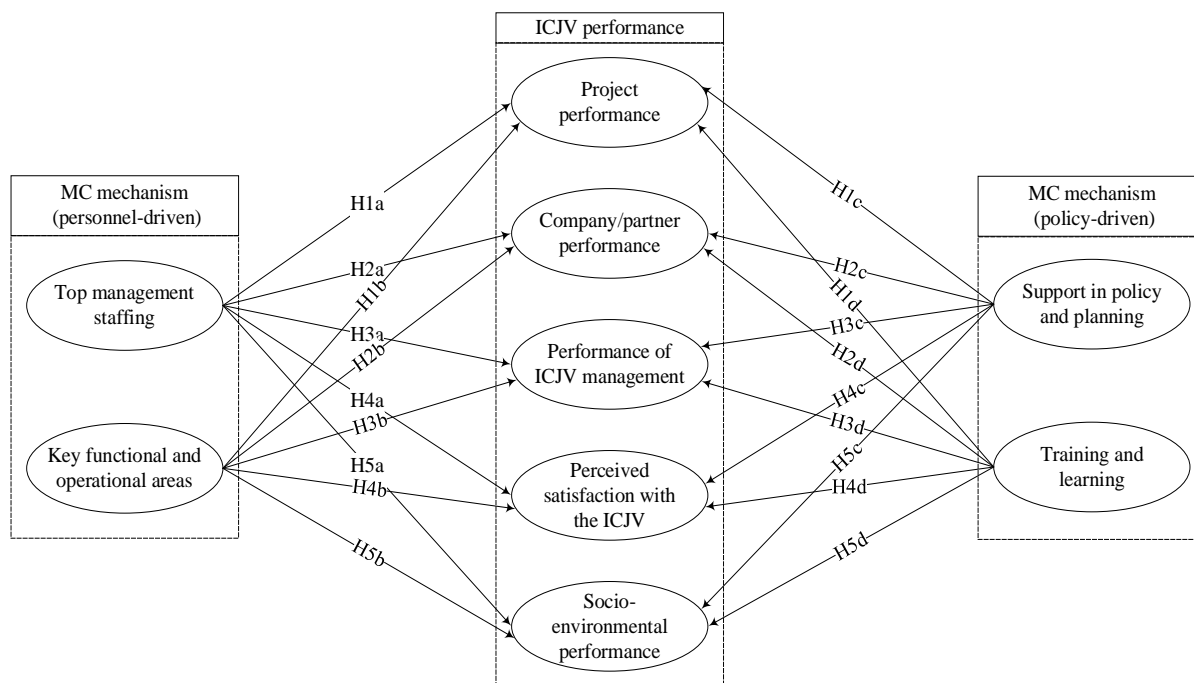 ICJV performance
Project
performance
MC mechanism
(personnel-driven)
MC mechanism
(policy-driven)
H1a
H1c
Company/partner
performance
H2a
H1b
H2c
H1d
Top management
staffing
Support in policy
and planning
H3a
H2b
H3c
H2d
Performance of
ICJV management
H4a
H3b
H4c
H3d
Key functional and
operational areas
Training and
learning
H5a
H4b
H5c
H4d
Perceived
satisfaction with
the ICJV
H5b
H5d
Socio-
environmental
performance